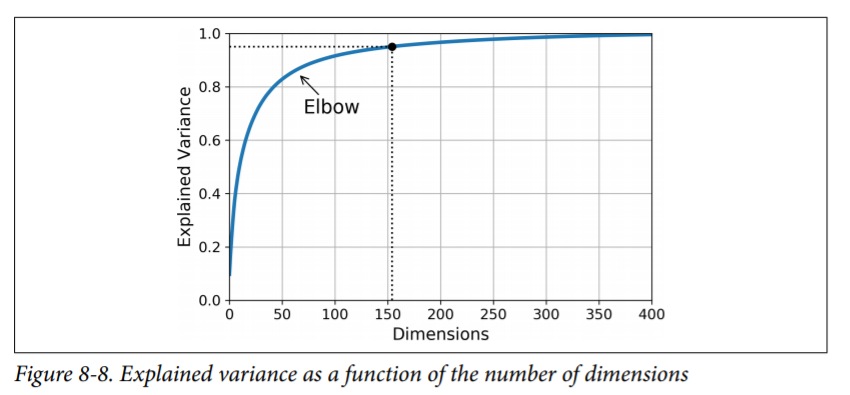 1.0
0.8
0.6
0.4
0.2
0.0
Explained Variance
Elbow
0 50 100 150 200 250 300 350 400
Dimensions
Figure 8-8. Explained variance as a function of the number of dimensions